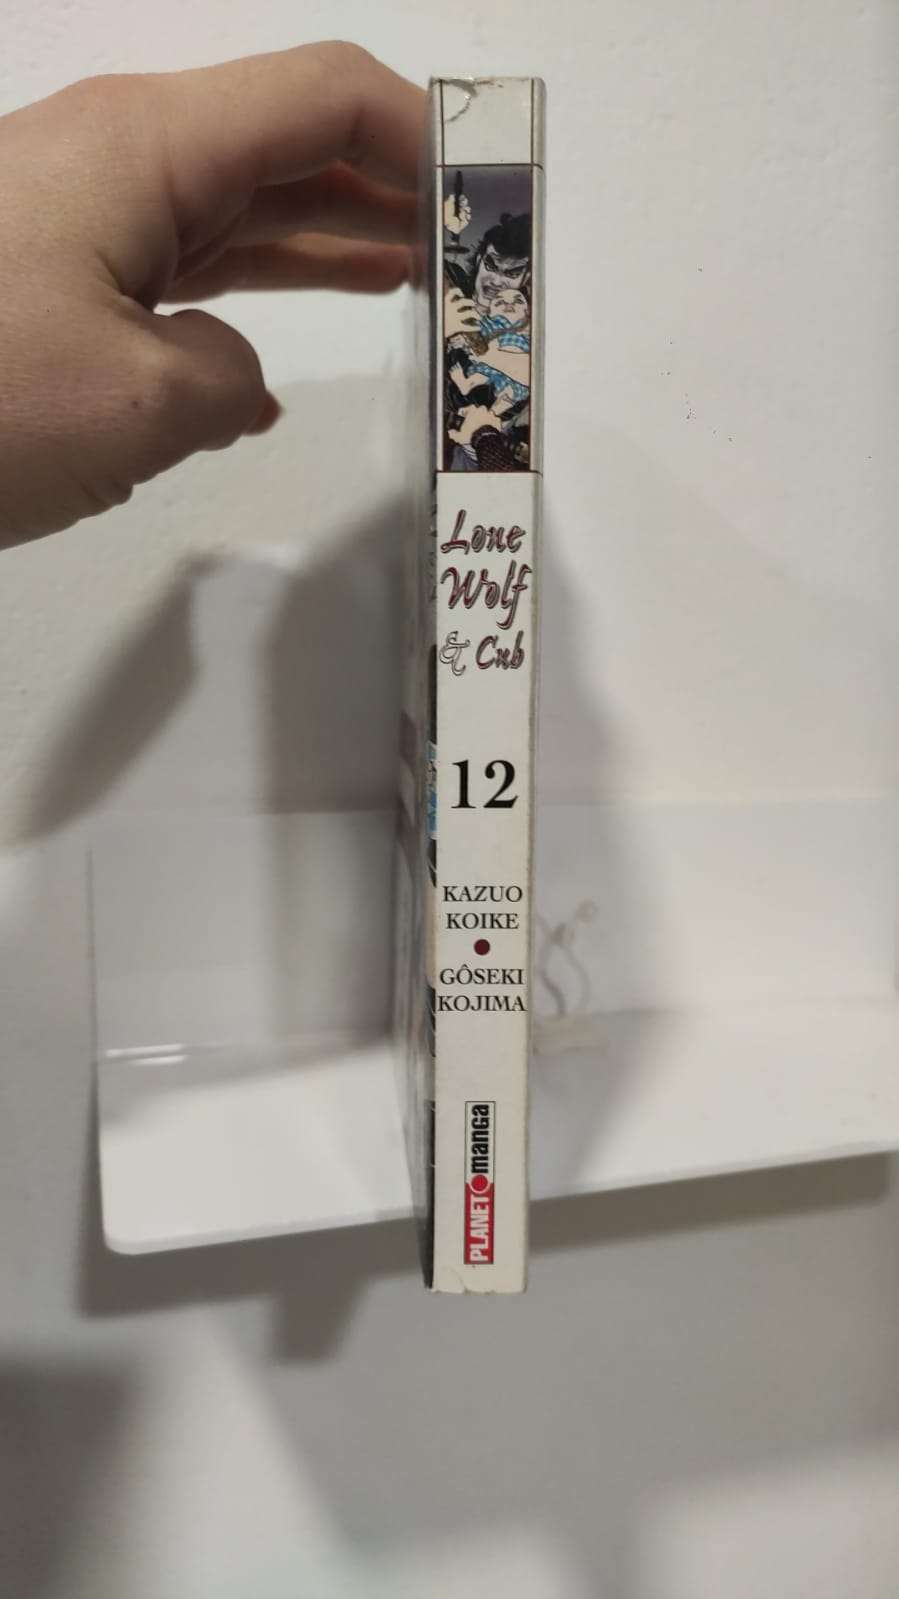 Lone
Wolf
& Cub
12
KAZUO
KOIKE
GÔSEKI
KOJIMA
PLANET manga